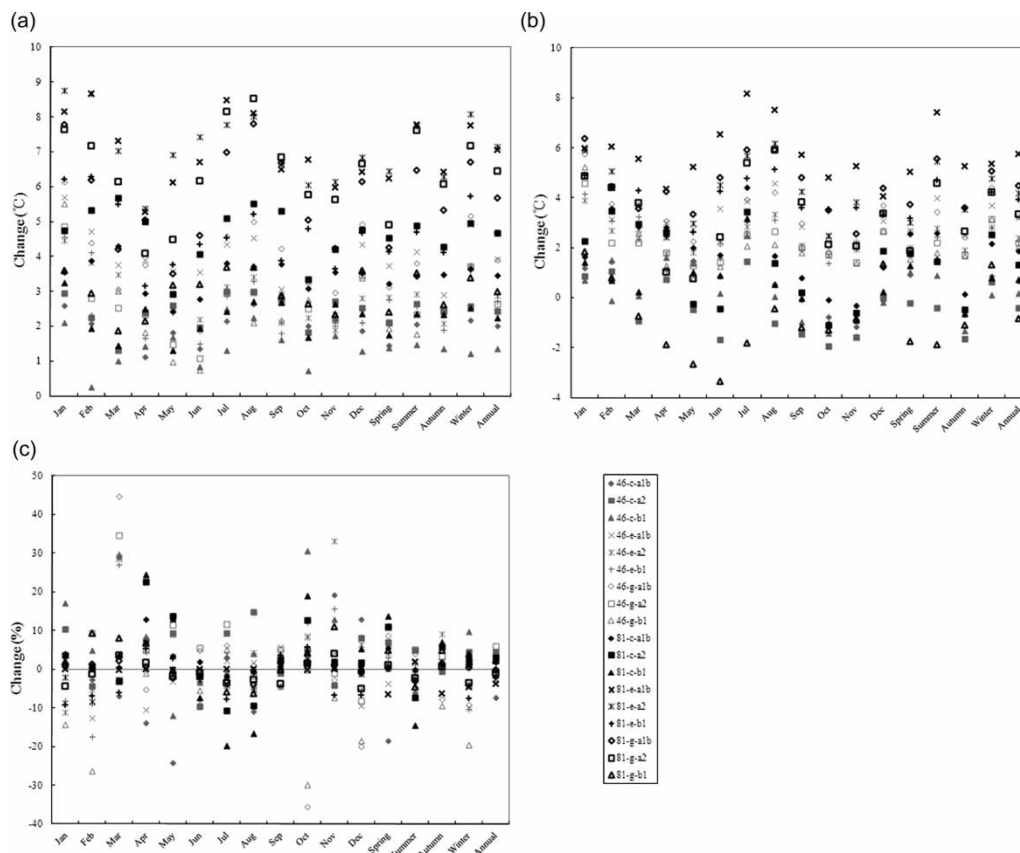 (a)
Change (℃)
10
9
8
7
6
5
4
3
2
1
0
Jan
Feb
Mar
Apr
May
Jun
Jul
Aug
Sep
Oct
Nov
Dec
Spring
Summer
Autumn
Winter
Annual
(b)
Change (℃)
10
8
6
4
2
0
-2
-4
Jan
Feb
Mar
Apr
May
Jun
Jul
Aug
Sep
Oct
Nov
Dec
Spring
Summer
Autumn
Winter
Annual
(c)
Change (%)
50
40
30
20
10
0
-10
-20
-30
-40
Jan
Feb
Mar
Apr
May
Jun
Jul
Aug
Sep
Oct
Nov
Dec
Spring
Summer
Autumn
Winter
Annual
46-c-a1b
46-c-a2
46-c-b1
46-e-a1b
46-e-a2
46-e-b1
46-g-a1b
46-g-a2
46-g-b1
81-c-a1b
81-c-a2
81-c-b1
81-e-a1b
81-e-a2
81-e-b1
81-g-a1b
81-g-a2
81-g-b1